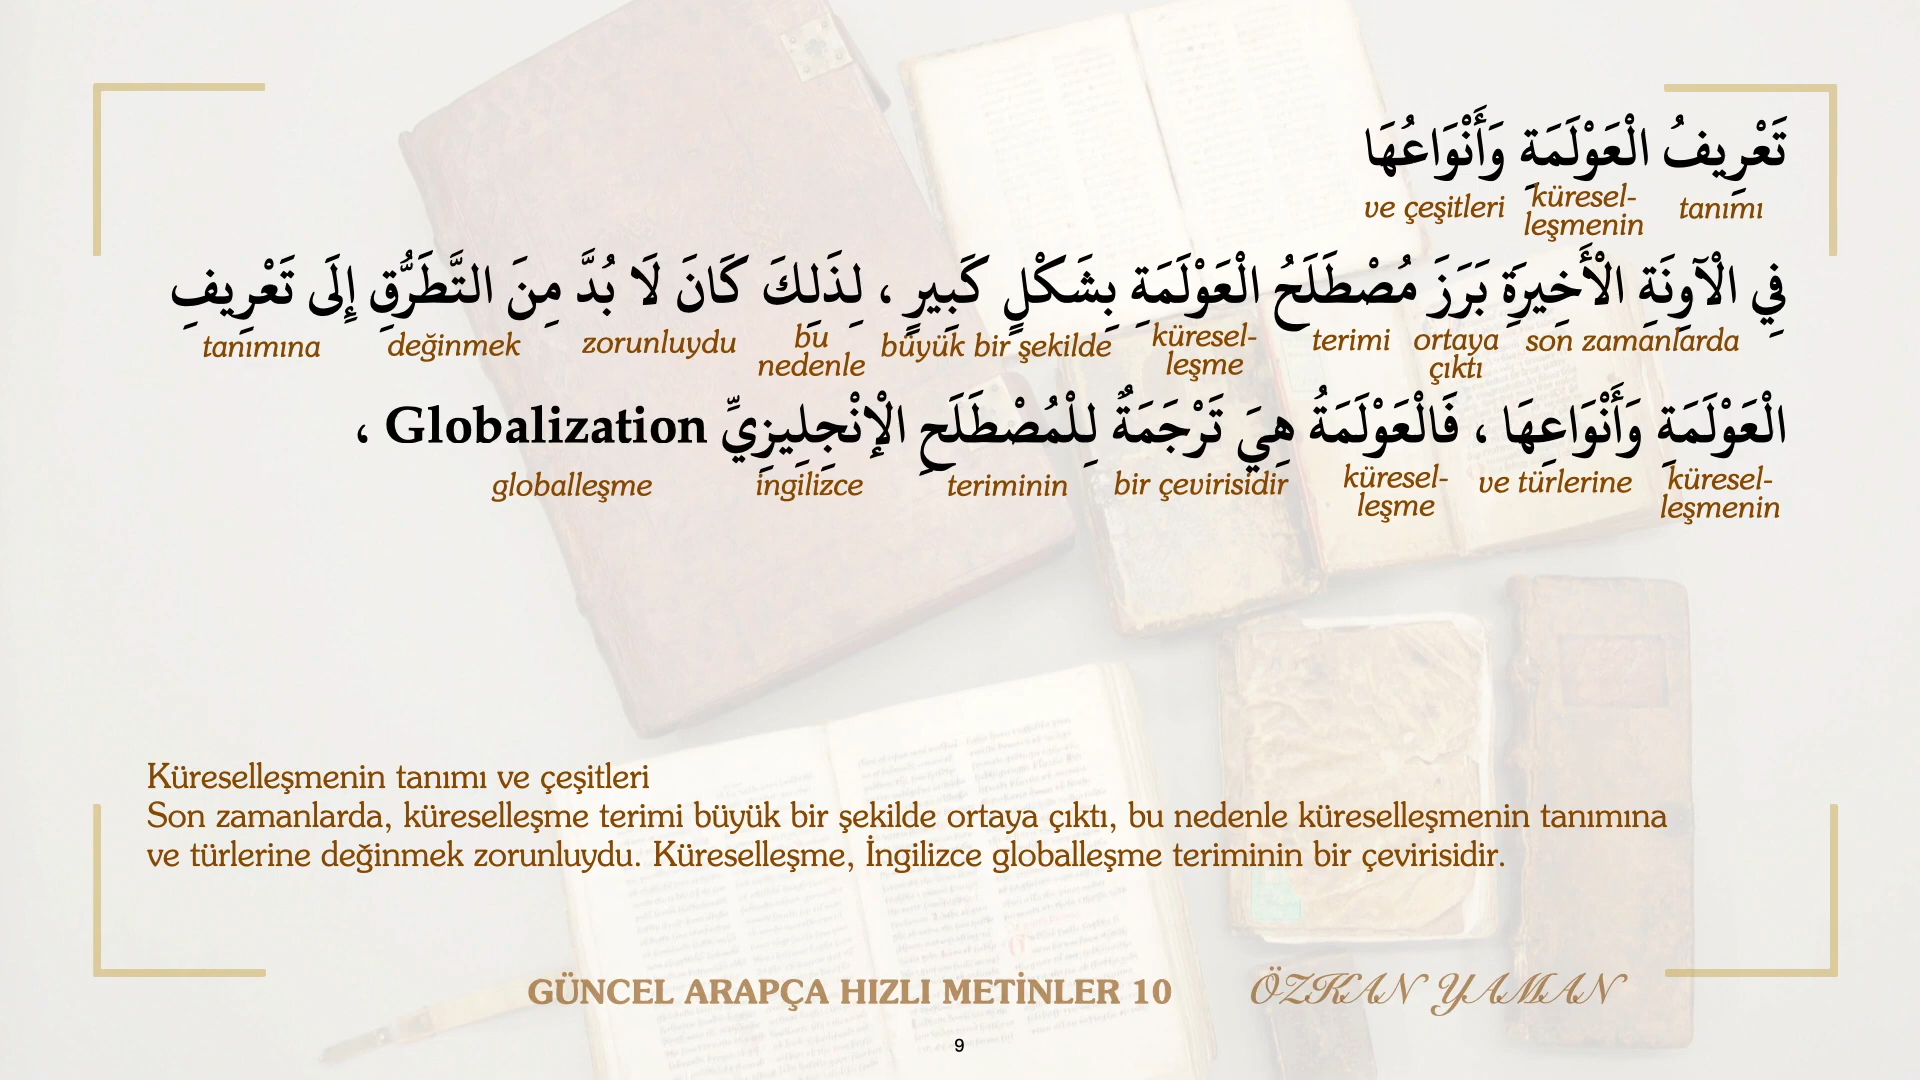 تَعْرِيفُ الْعَوْلَمَةِ وَأَنْوَاعُهَا
tanımı küresel-leşmenin ve çeşitleri
فِي الْآوِنَةِ الْأَخِيرَةِ بَرَزَ مُصْطَلَحُ الْعَوْلَمَةِ بِشَكْلٍ كَبِيرٍ ، لِذَلِكَ كَانَ لَا بُدَّ مِنَ التَّطَرُّقِ إِلَى تَعْرِيفِ
son zamanlarda ortaya çıktı terimi küresel-leşme büyük bir şekilde bu nedenle zorunluydu değinmek tanımına
الْعَوْلَمَةِ وَأَنْوَاعِهَا ، فَالْعَوْلَمَةُ هِيَ تَرْجَمَةٌ لِلْمُصْطَلَحِ الْإِنْجِلِيزِيِّ Globalization ،
küresel-leşmenin ve türlerine küresel-leşme bir çevirisidir teriminin ingilizce globalleşme
Küreselleşmenin tanımı ve çeşitleri
Son zamanlarda, küreselleşme terimi büyük bir şekilde ortaya çıktı, bu nedenle küreselleşmenin tanımına
ve türlerine değinmek zorunluydu. Küreselleşme, İngilizce globalleşme teriminin bir çevirisidir.
GÜNCEL ARAPÇA HIZLI METİNLER 10 ÖZKAN YAMAN
9